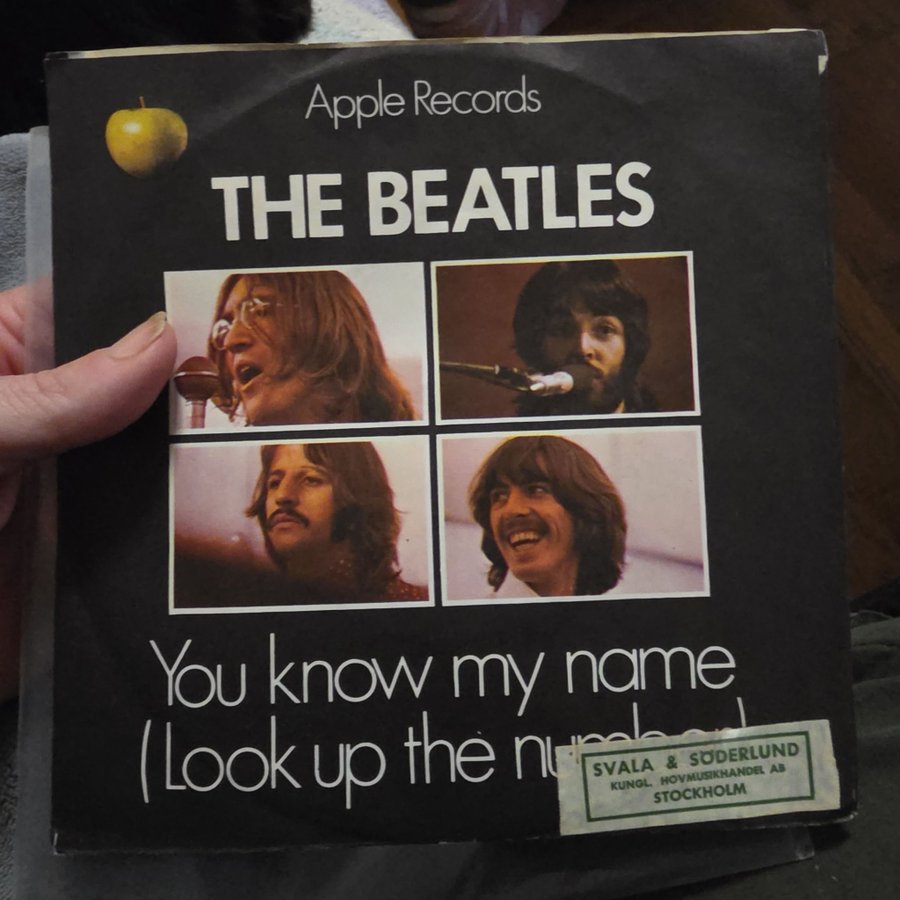 Apple Records
THE BEATLES
You know my name
(Look up the
SVALA & SÖDERLUND
KUNGL. HOVMUSIKHANDEL AB
STOCKHOLM